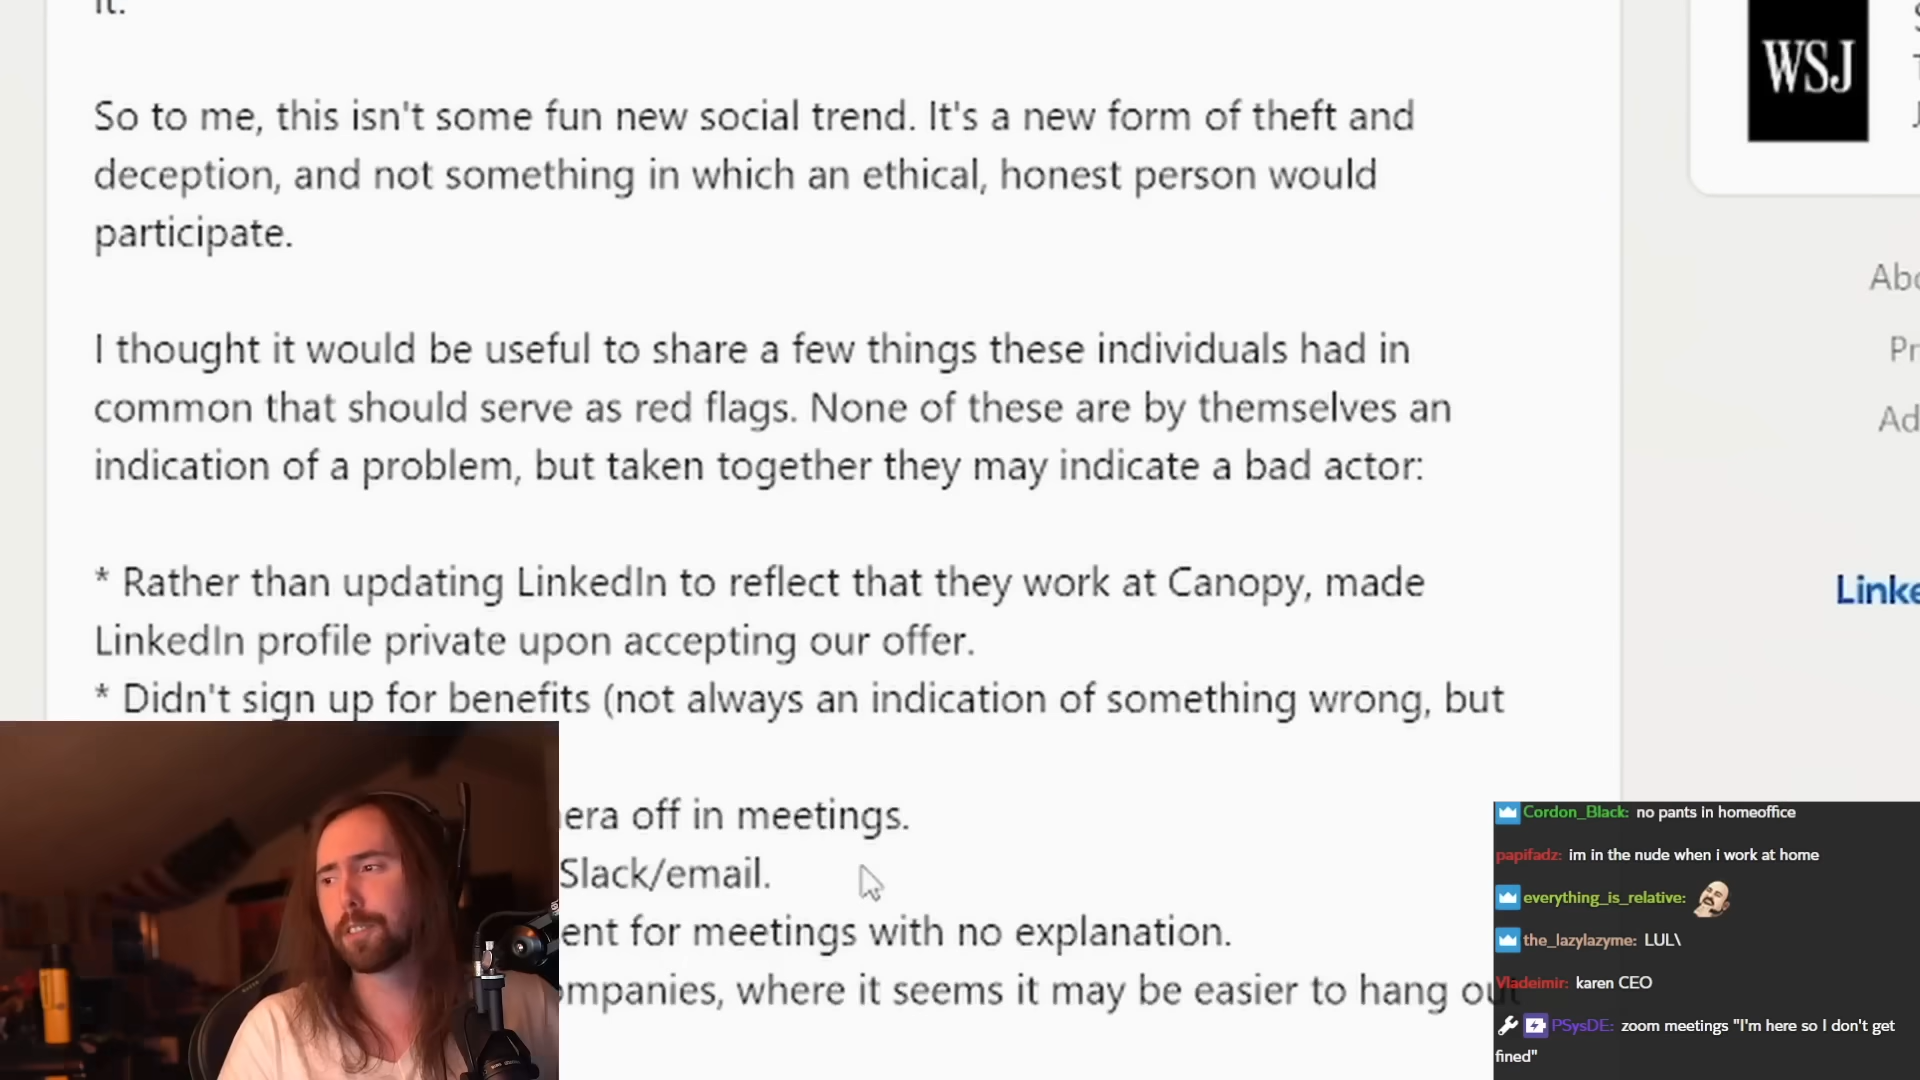 it.
So to me, this isn't some fun new social trend. It's a new form of theft and
deception, and not something in which an ethical, honest person would
participate.
I thought it would be useful to share a few things these individuals had in
common that should serve as red flags. None of these are by themselves an
indication of a problem, but taken together they may indicate a bad actor:
* Rather than updating LinkedIn to reflect that they work at Canopy, made
LinkedIn profile private upon accepting our offer.
* Didn't sign up for benefits (not always an indication of something wrong, but
era off in meetings.
Slack/email.
ent for meetings with no explanation.
ompanies, where it seems it may be easier to hang out
WSJ
Abo
Pr
Ad
Linke
Cordon_Black: no pants in homeoffice
papifadz: im in the nude when i work at home
everything_is_relative:
the_lazylazyme: LUL\
Vladeimir: karen CEO
PSysDE: zoom meetings "I'm here so I don't get
fined"